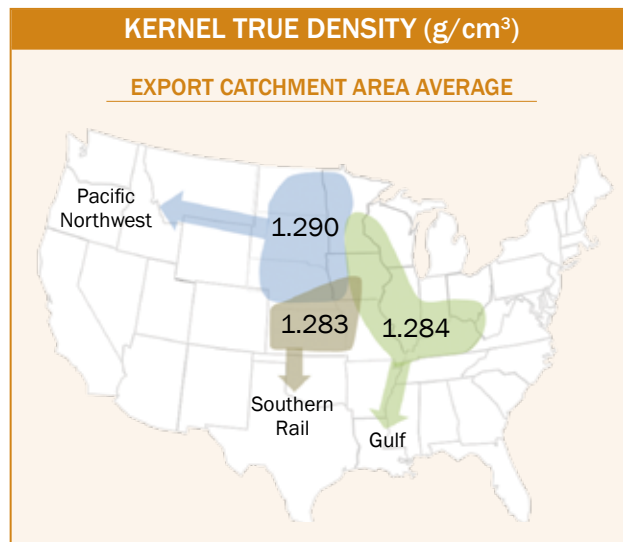 KERNEL TRUE DENSITY (g/cm³)
EXPORT CATCHMENT AREA AVERAGE
Pacific
Northwest
1.290
1.283
1.284
Southern
Rail
Gulf